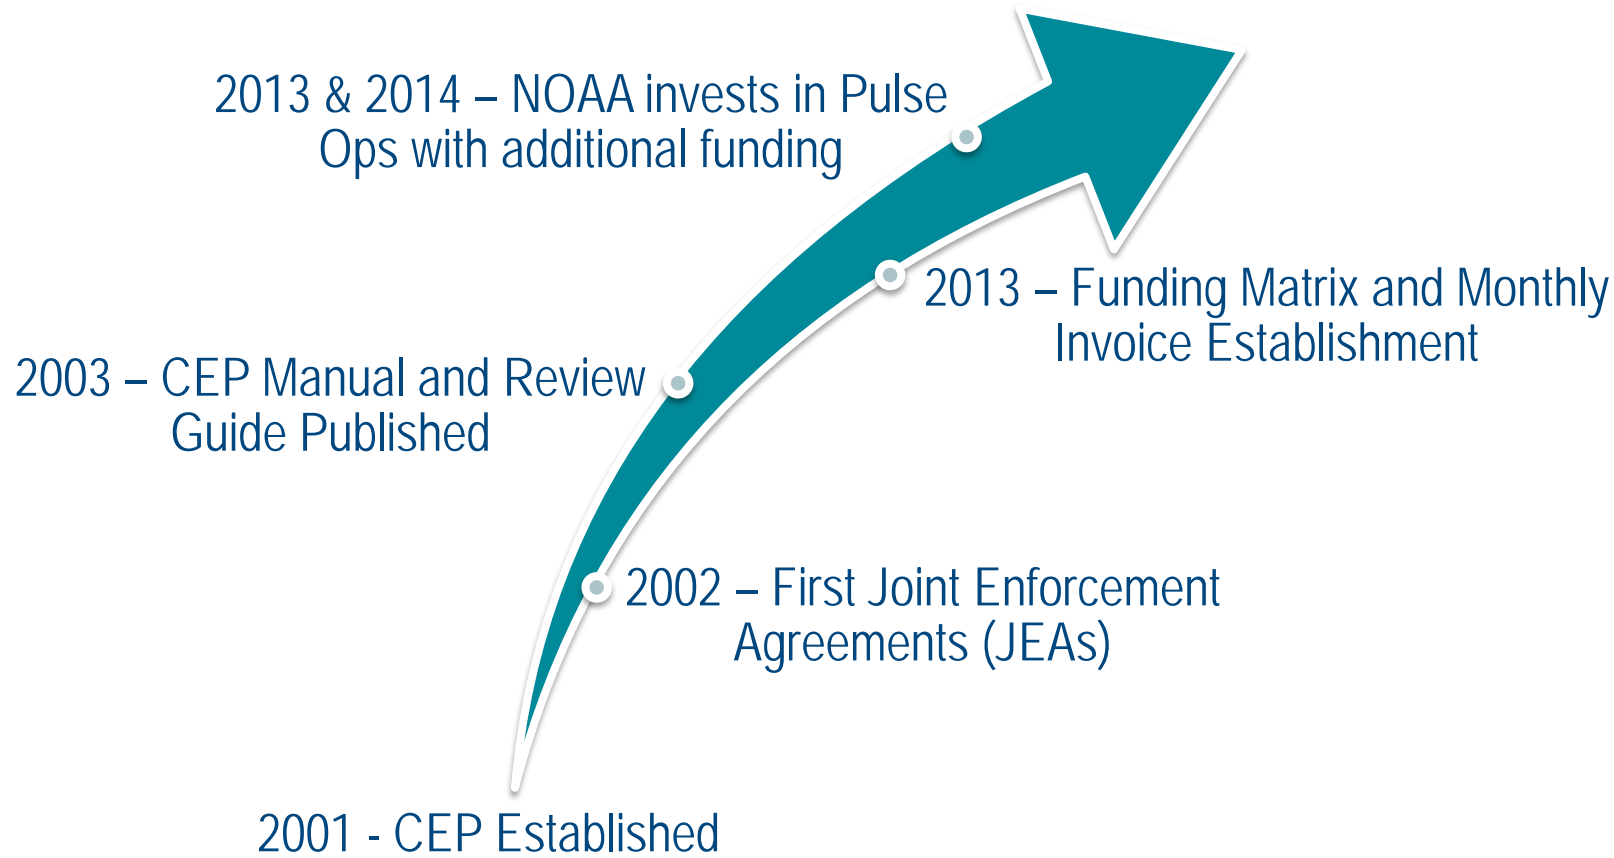 2013 & 2014 – NOAA invests in Pulse
Ops with additional funding
2013 – Funding Matrix and Monthly
Invoice Establishment
2003 – CEP Manual and Review
Guide Published
2002 – First Joint Enforcement
Agreements (JEAs)
2001 - CEP Established